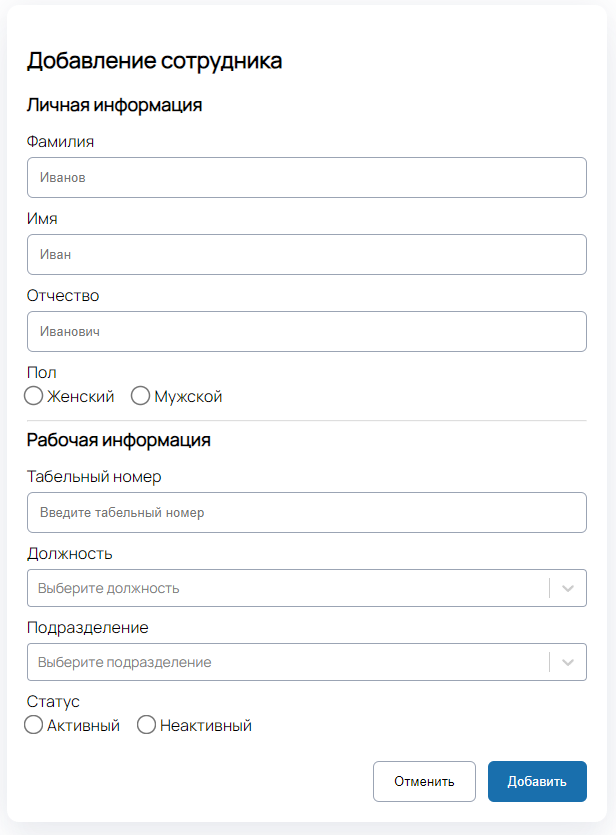 Добавление сотрудника
Личная информация
Фамилия
Иванов
Имя
Иван
Отчество
Иванович
Пол
Женский Мужской
Рабочая информация
Табельный номер
Введите табельный номер
Должность
Выберите должность
Подразделение
Выберите подразделение
Статус
Активный Неактивный
Отменить Добавить